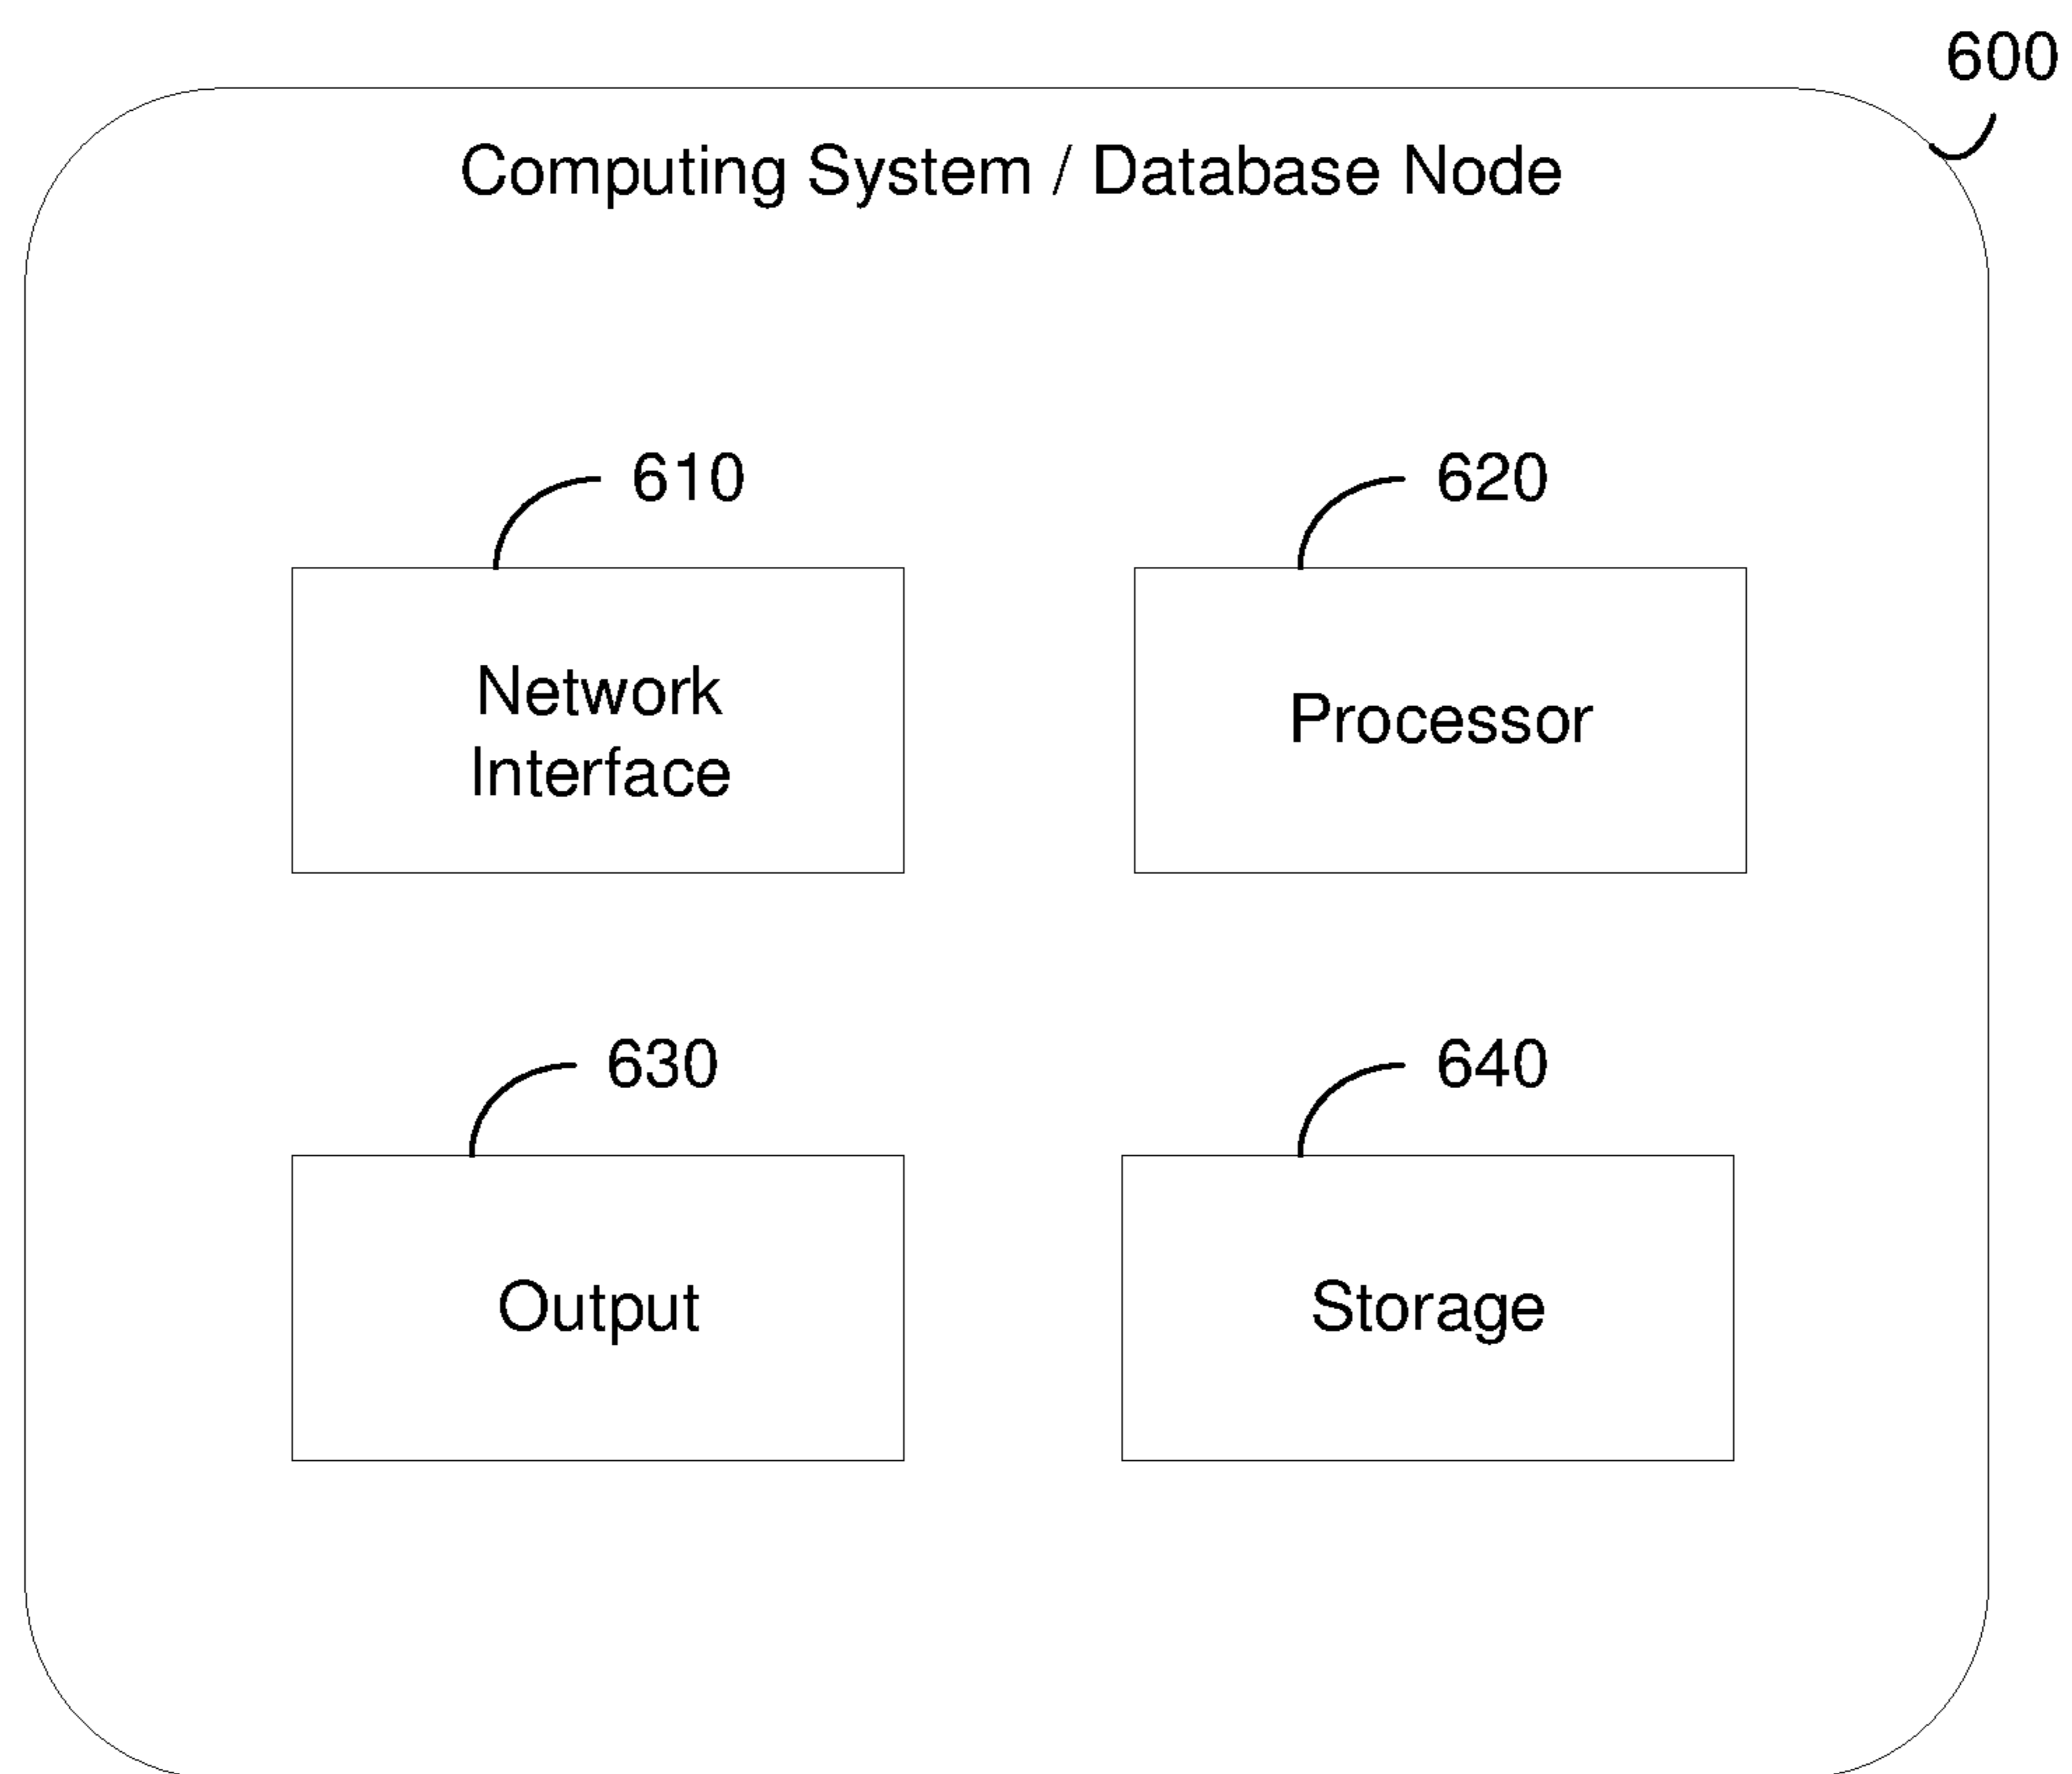 600
Computing System / Database Node
610
620
Network
Interface
Processor
630
640
Output
Storage